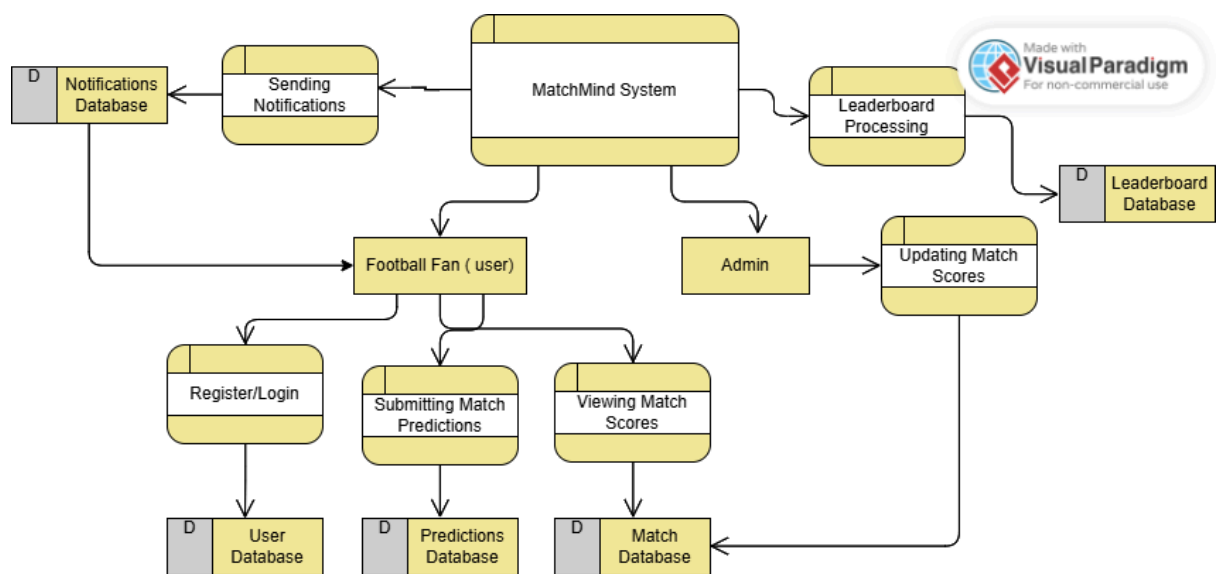 Made with
Visual Paradigm
For non-commercial use
MatchMind System
Sending
Notifications
D
Notifications
Database
Leaderboard
Processing
D
Leaderboard
Database
Football Fan ( user)
Admin
Updating Match
Scores
Register/Login
Submitting Match
Predictions
Viewing Match
Scores
D
User
Database
D
Predictions
Database
D
Match
Database